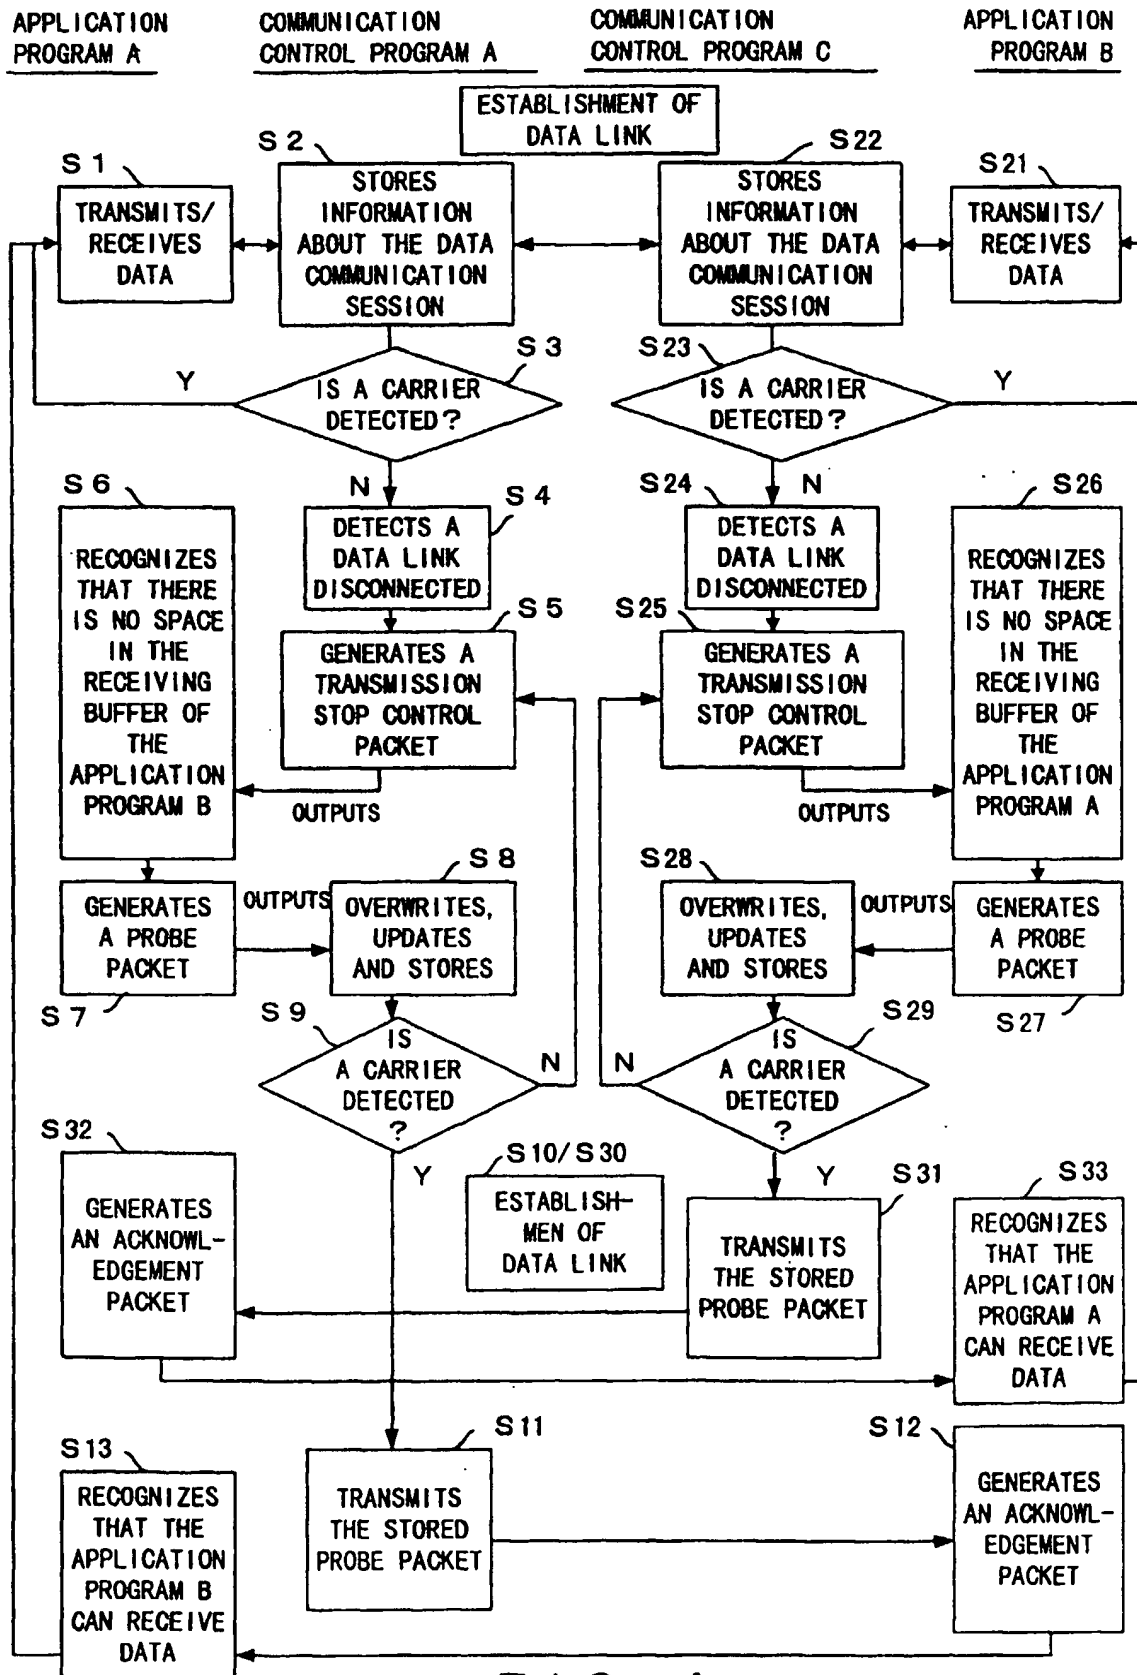 APPLICATION
PROGRAM A
COMMUNICATION
CONTROL PROGRAM A
COMMUNICATION
CONTROL PROGRAM C
APPLICATION
PROGRAM B
ESTABLISHMENT OF
DATA LINK
S1
TRANSMITS/
RECEIVES
DATA
S2
STORES
INFORMATION
ABOUT THE DATA
COMMUNICATION
SESSION
S22
STORES
INFORMATION
ABOUT THE DATA
COMMUNICATION
SESSION
S21
TRANSMITS/
RECEIVES
DATA
S3
IS A CARRIER
DETECTED?
Y
N
S23
IS A CARRIER
DETECTED?
Y
N
S4
DETECTS A
DATA LINK
DISCONNECTED
S24
DETECTS A
DATA LINK
DISCONNECTED
S6
RECOGNIZES
THAT THERE
IS NO SPACE
IN THE
RECEIVING
BUFFER OF
THE
APPLICATION
PROGRAM B
S5
GENERATES A
TRANSMISSION
STOP CONTROL
PACKET
OUTPUTS
S25
GENERATES A
TRANSMISSION
STOP CONTROL
PACKET
OUTPUTS
S26
RECOGNIZES
THAT THERE
IS NO SPACE
IN THE
RECEIVING
BUFFER OF
THE
APPLICATION
PROGRAM A
GENERATES
A PROBE
PACKET
S7
OUTPUTS
S8
OVERWRITES,
UPDATES
AND STORES
S28
OVERWRITES,
UPDATES
AND STORES
OUTPUTS
GENERATES
A PROBE
PACKET
S27
S9
IS
A CARRIER
DETECTED
?
N
Y
S29
IS
A CARRIER
DETECTED
?
N
Y
S32
GENERATES
AN ACKNOWL-
EDGEMENT
PACKET
S10/S30
ESTABLISH-
MEN OF
DATA LINK
S31
TRANSMITS
THE STORED
PROBE PACKET
S33
RECOGNIZES
THAT THE
APPLICATION
PROGRAM A
CAN RECEIVE
DATA
S13
RECOGNIZES
THAT THE
APPLICATION
PROGRAM B
CAN RECEIVE
DATA
S11
TRANSMITS
THE STORED
PROBE PACKET
S12
GENERATES
AN ACKNOWL-
EDGEMENT
PACKET